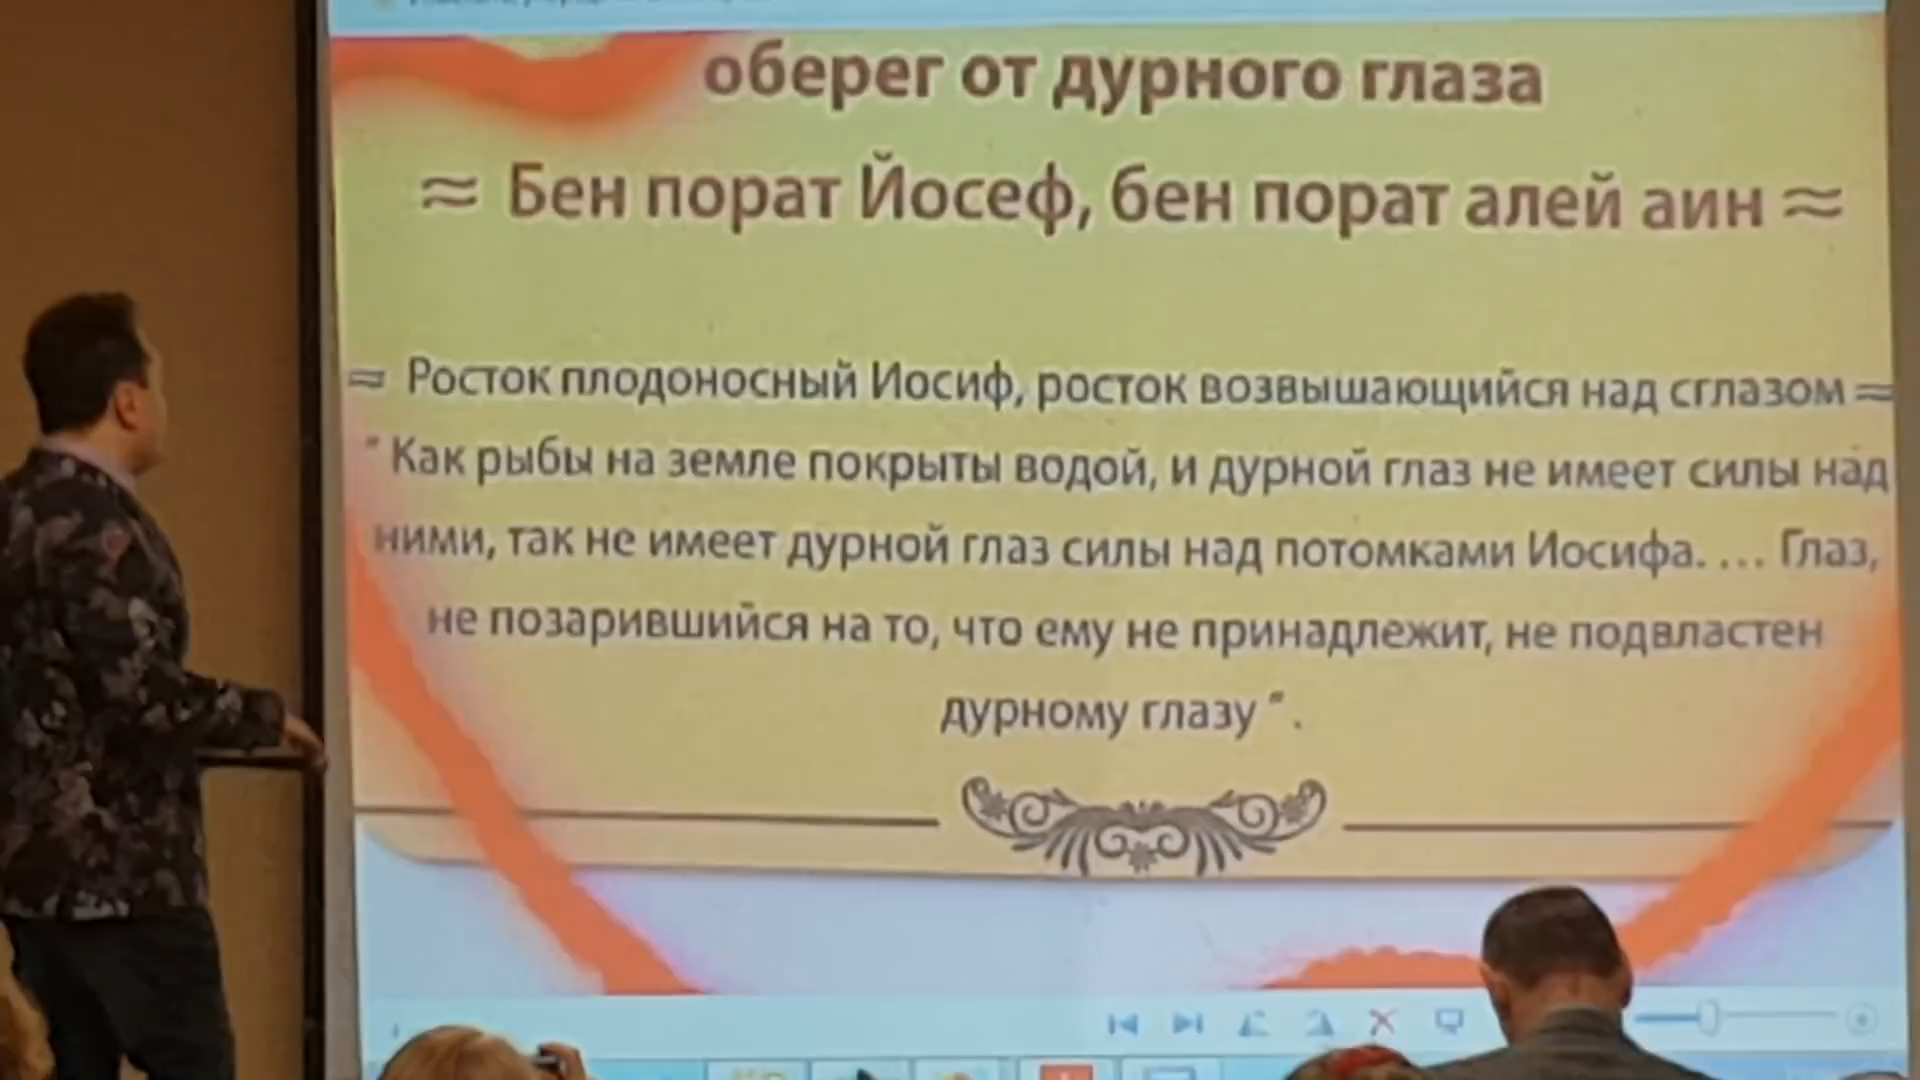 оберег от дурного глаза
≈ Бен порат Йосеф, бен порат алей аин ≈
≈ Росток плодоносный Иосиф, росток возвышающийся над сглазом ≈
" Как рыбы на земле покрыты водой, и дурной глаз не имеет силы над
ними, так не имеет дурной глаз силы над потомками Иосифа. ... Глаз,
не позарившийся на то, что ему не принадлежит, не подвластен
дурному глазу " .